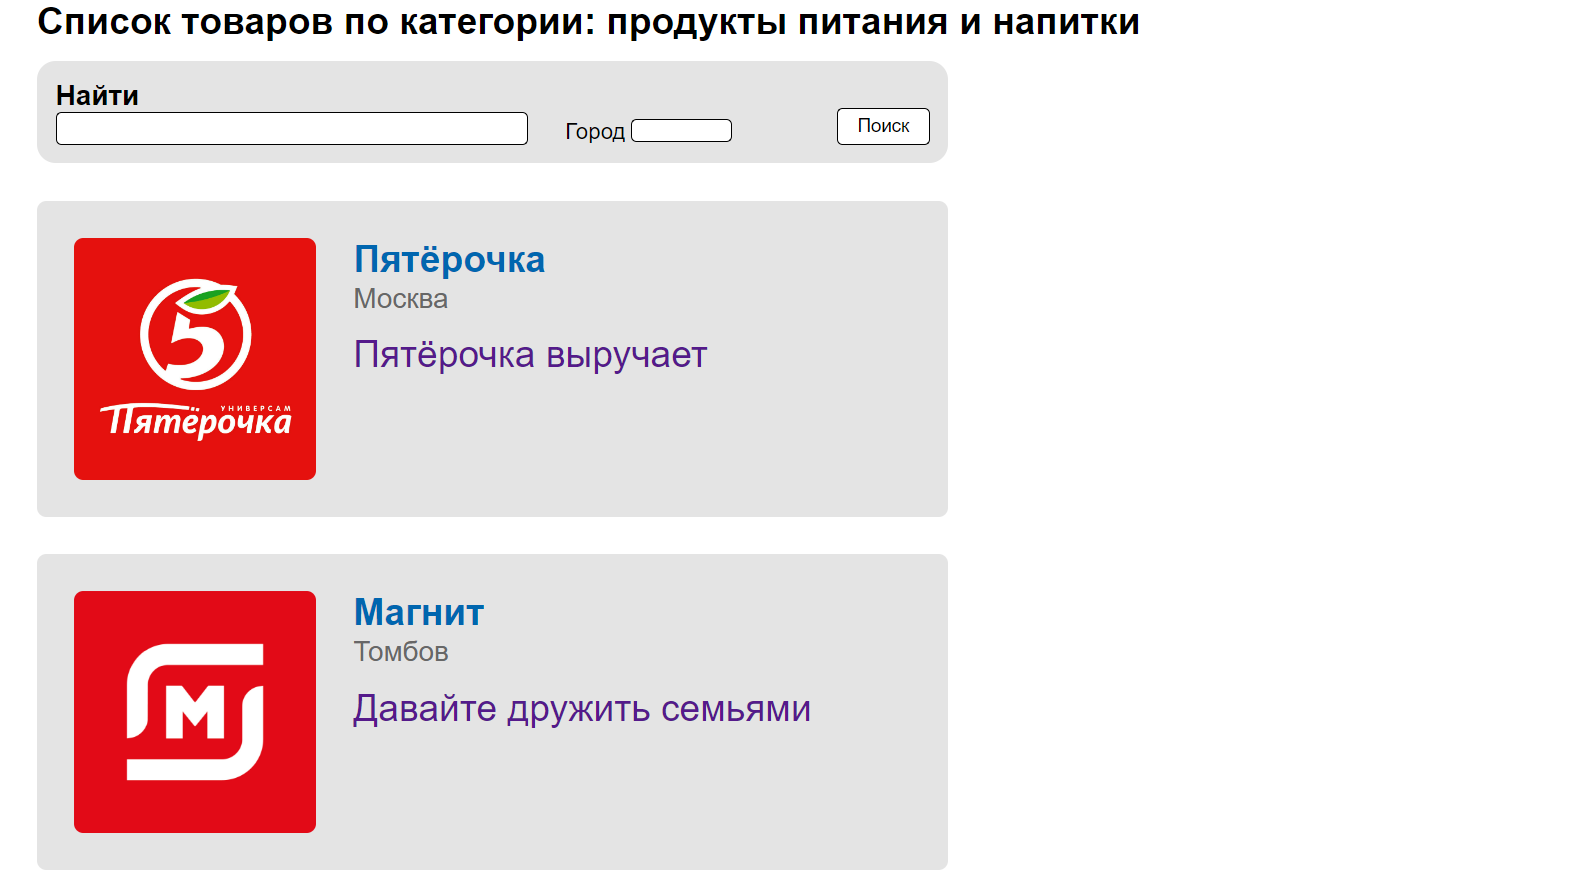 Список товаров по категории: продукты питания и напитки
Найти
Город
Поиск
5
УНИВЕРСАМ
Пятёрочка
Пятёрочка
Москва
Пятёрочка выручает
М
Магнит
Томбов
Давайте дружить семьями